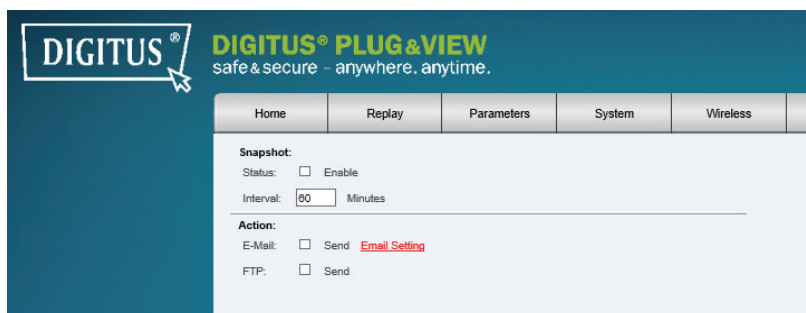 DIGITUS®
DIGITUS® PLUG&VIEW
safe & secure – anywhere. anytime.
Home Replay Parameters System Wireless
Snapshot:
Status: Enable
Interval: 60 Minutes
Action:
E-Mail: Send Email Setting
FTP: Send